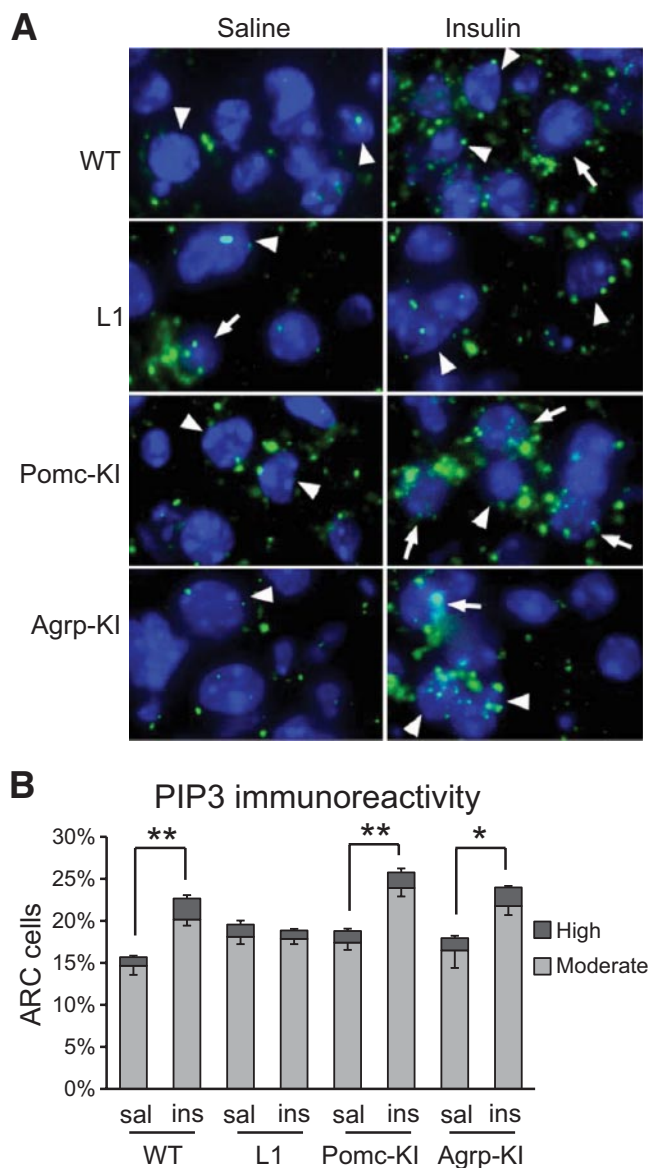 A
Saline Insulin
WT
L1
Pomc-KI
Agrp-KI
B
PIP3 immunoreactivity
30%
25%
20%
15%
10%
5%
0%
ARC cells
** ** *
High
Moderate
sal ins sal ins sal ins sal ins
WT L1 Pomc-KI Agrp-KI